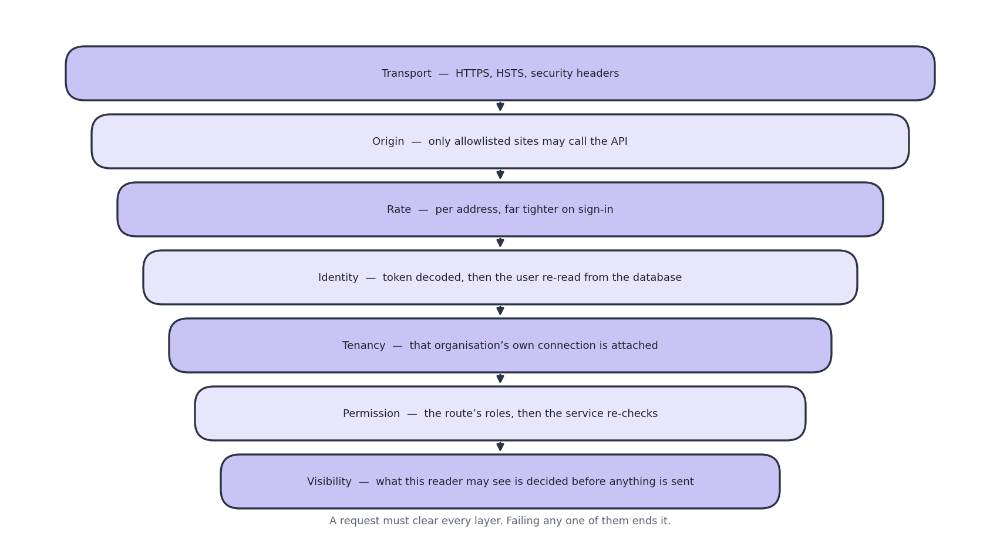 Transport — HTTPS, HSTS, security headers
Origin — only allowlisted sites may call the API
Rate — per address, far tighter on sign-in
Identity — token decoded, then the user re-read from the database
Tenancy — that organisation’s own connection is attached
Permission — the route’s roles, then the service re-checks
Visibility — what this reader may see is decided before anything is sent
A request must clear every layer. Failing any one of them ends it.